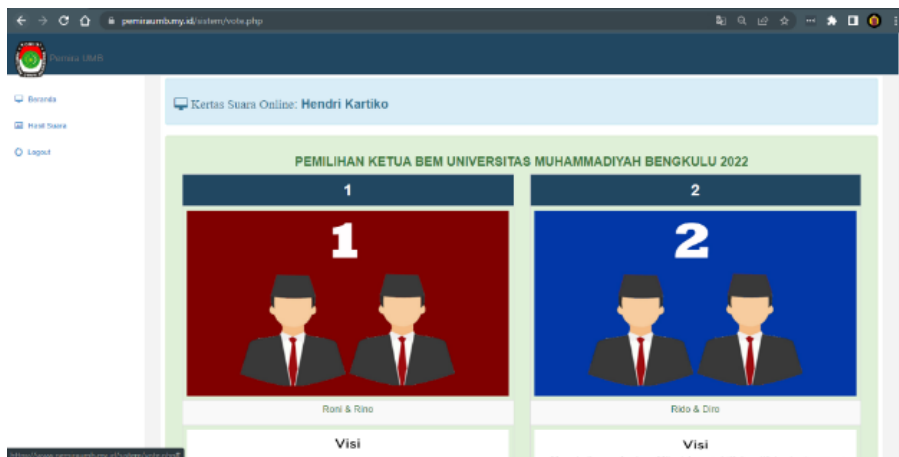 pemiraumb.my.id/sistem/vote.php
Pemira UMB
Beranda
Hasil Suara
Logout
Kertas Suara Online: Hendri Kartiko
PEMILIHAN KETUA BEM UNIVERSITAS MUHAMMADIYAH BENGKULU 2022
1
2
1
2
Roni & Rino
Rido & Diro
Visi
Visi